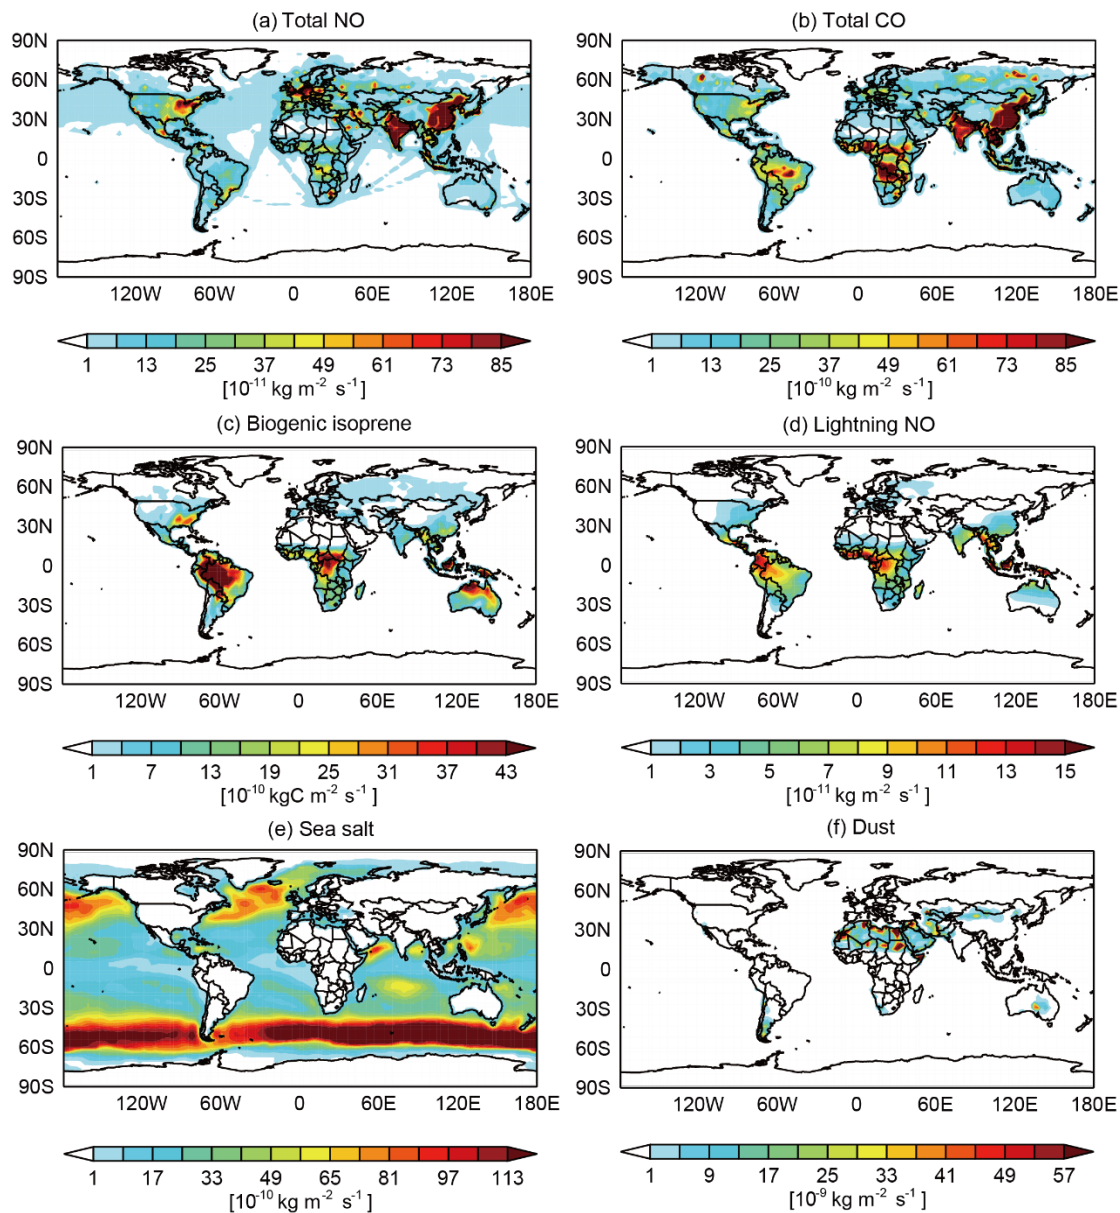 (a) Total NO
90N
60N
30N
0
30S
60S
90S
120W 60W 0 60E 120E 180E
1 13 25 37 49 61 73 85
[10⁻¹¹ kg m⁻² s⁻¹]
(b) Total CO
90N
60N
30N
0
30S
60S
90S
120W 60W 0 60E 120E 180E
1 13 25 37 49 61 73 85
[10⁻¹⁰ kg m⁻² s⁻¹]
(c) Biogenic isoprene
90N
60N
30N
0
30S
60S
90S
120W 60W 0 60E 120E 180E
1 7 13 19 25 31 37 43
[10⁻¹⁰ kgC m⁻² s⁻¹ ]
(d) Lightning NO
90N
60N
30N
0
30S
60S
90S
120W 60W 0 60E 120E 180E
1 3 5 7 9 11 13 15
[10⁻¹¹ kg m⁻² s⁻¹]
(e) Sea salt
90N
60N
30N
0
30S
60S
90S
120W 60W 0 60E 120E 180E
1 17 33 49 65 81 97 113
[10⁻¹⁰ kg m⁻² s⁻¹]
(f) Dust
90N
60N
30N
0
30S
60S
90S
120W 60W 0 60E 120E 180E
1 9 17 25 33 41 49 57
[10⁻⁹ kg m⁻² s⁻¹]